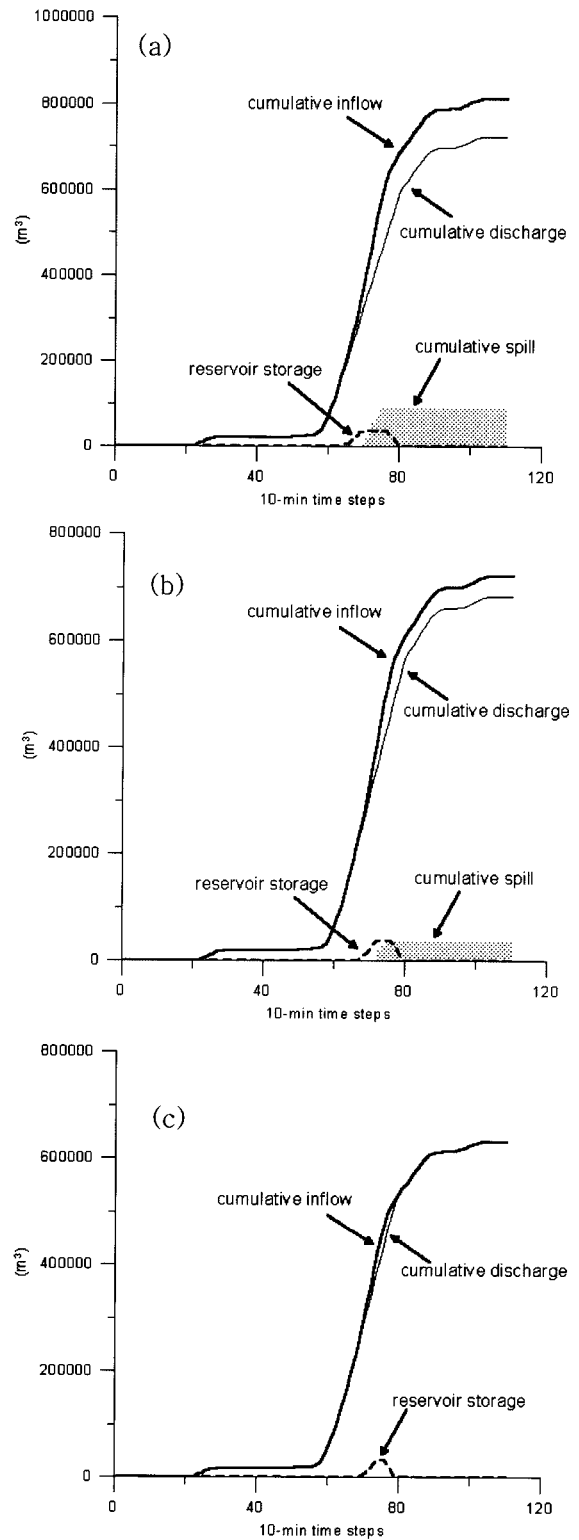 (a)
1000000
800000
600000
400000
200000
0
(m³)
cumulative inflow
cumulative discharge
cumulative spill
reservoir storage
0
40
80
120
10-min time steps
(b)
800000
600000
400000
200000
0
(m³)
cumulative inflow
cumulative discharge
reservoir storage
cumulative spill
0
40
80
120
10-min time steps
(c)
800000
600000
400000
200000
0
(m³)
cumulative inflow
cumulative discharge
reservoir storage
0
40
80
120
10-min time steps